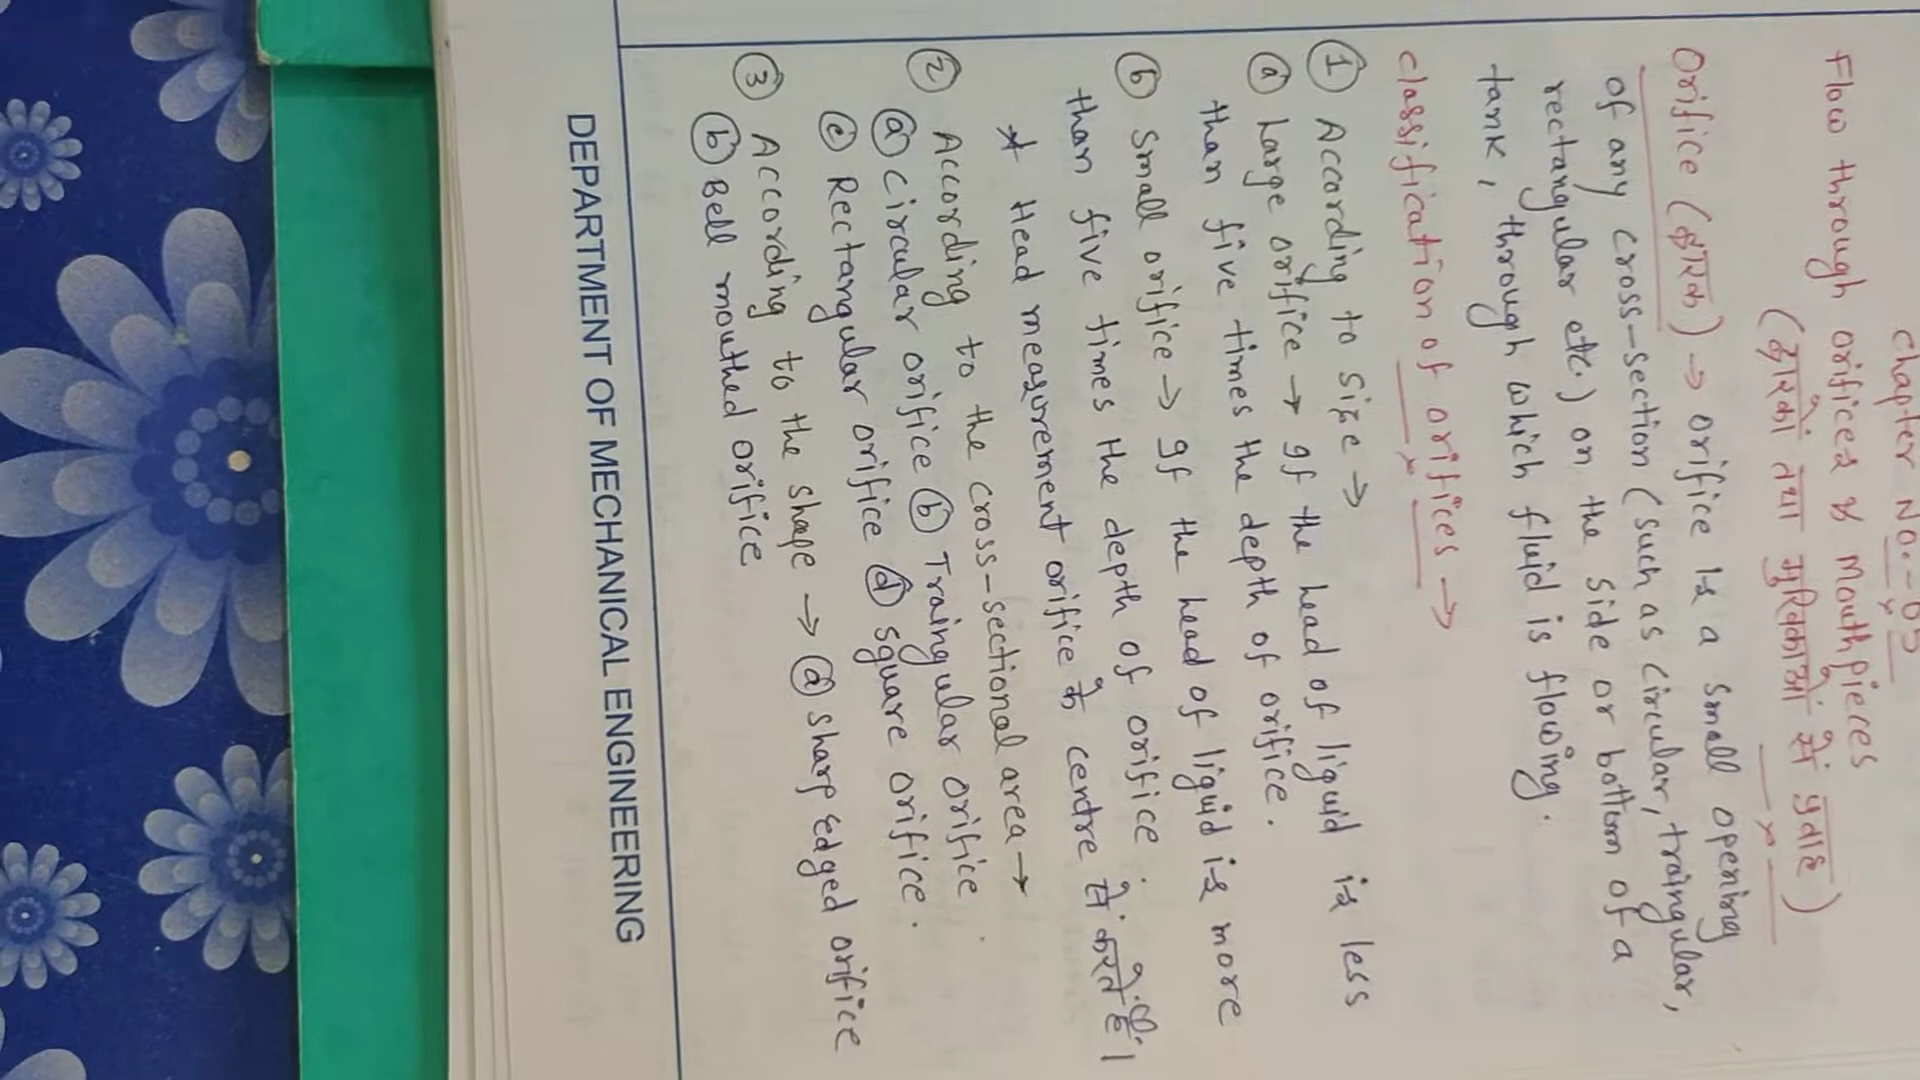 Chapter No.-05
Flow through orifices & Mouthpieces
(द्वारको तथा मुखिकाओं में प्रवाह)
Orifice (द्वारक) → orifice is a small opening
of any cross-section (such as circular, traingular,
rectangular etc.) on the side or bottom of a
tank, through which fluid is flowing.
classification of orifices →
① According to size →
ⓐ Large orifice → If the head of liquid is less
than five times the depth of orifice.
ⓑ Small orifice → If the head of liquid is more
than five times the depth of orifice.
* Head measurement orifice के centre से करते हैं।
② According to the cross-sectional area →
ⓐ Circular orifice ⓑ Traingular orifice
ⓒ Rectangular orifice ⓓ square orifice.
③ According to the shape → ⓐ sharp edged orifice
ⓑ Bell mouthed orifice
DEPARTMENT OF MECHANICAL ENGINEERING